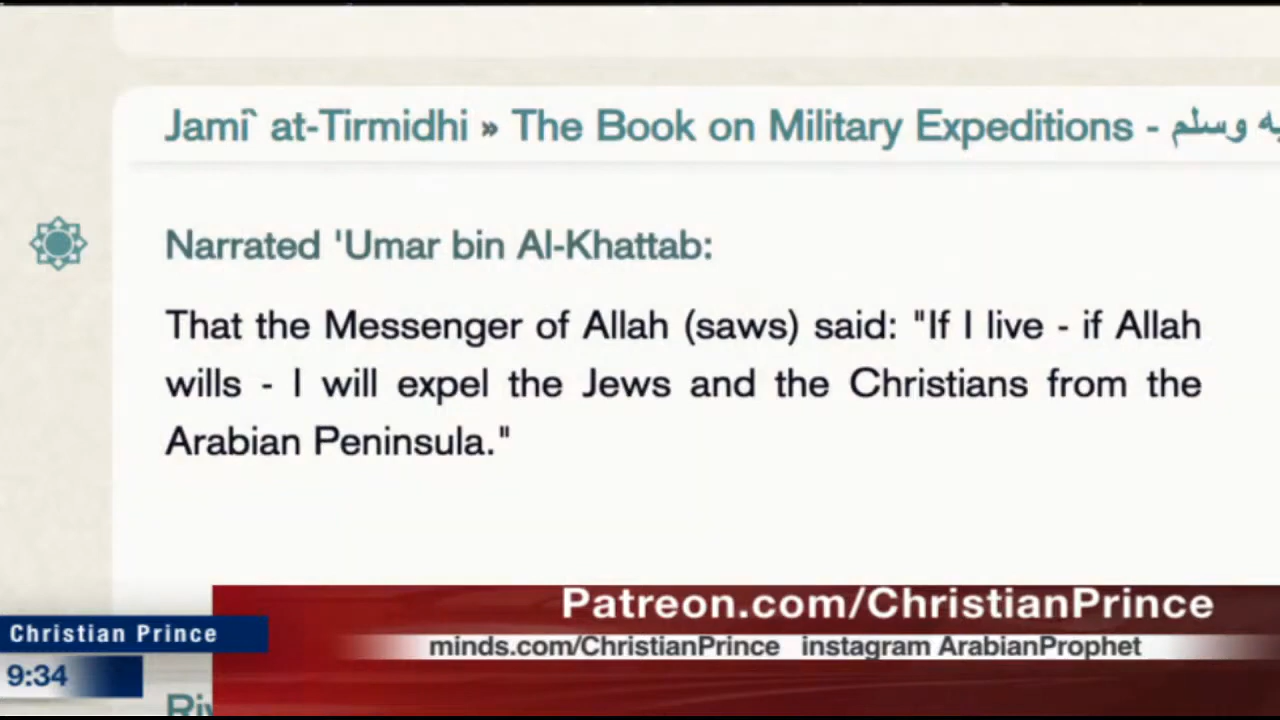 Jami` at-Tirmidhi » The Book on Military Expeditions - يه وسلم
Narrated 'Umar bin Al-Khattab:
That the Messenger of Allah (saws) said: "If I live - if Allah
wills - I will expel the Jews and the Christians from the
Arabian Peninsula."
Patreon.com/ChristianPrince
Christian Prince
minds.com/ChristianPrince instagram ArabianProphet
9:34